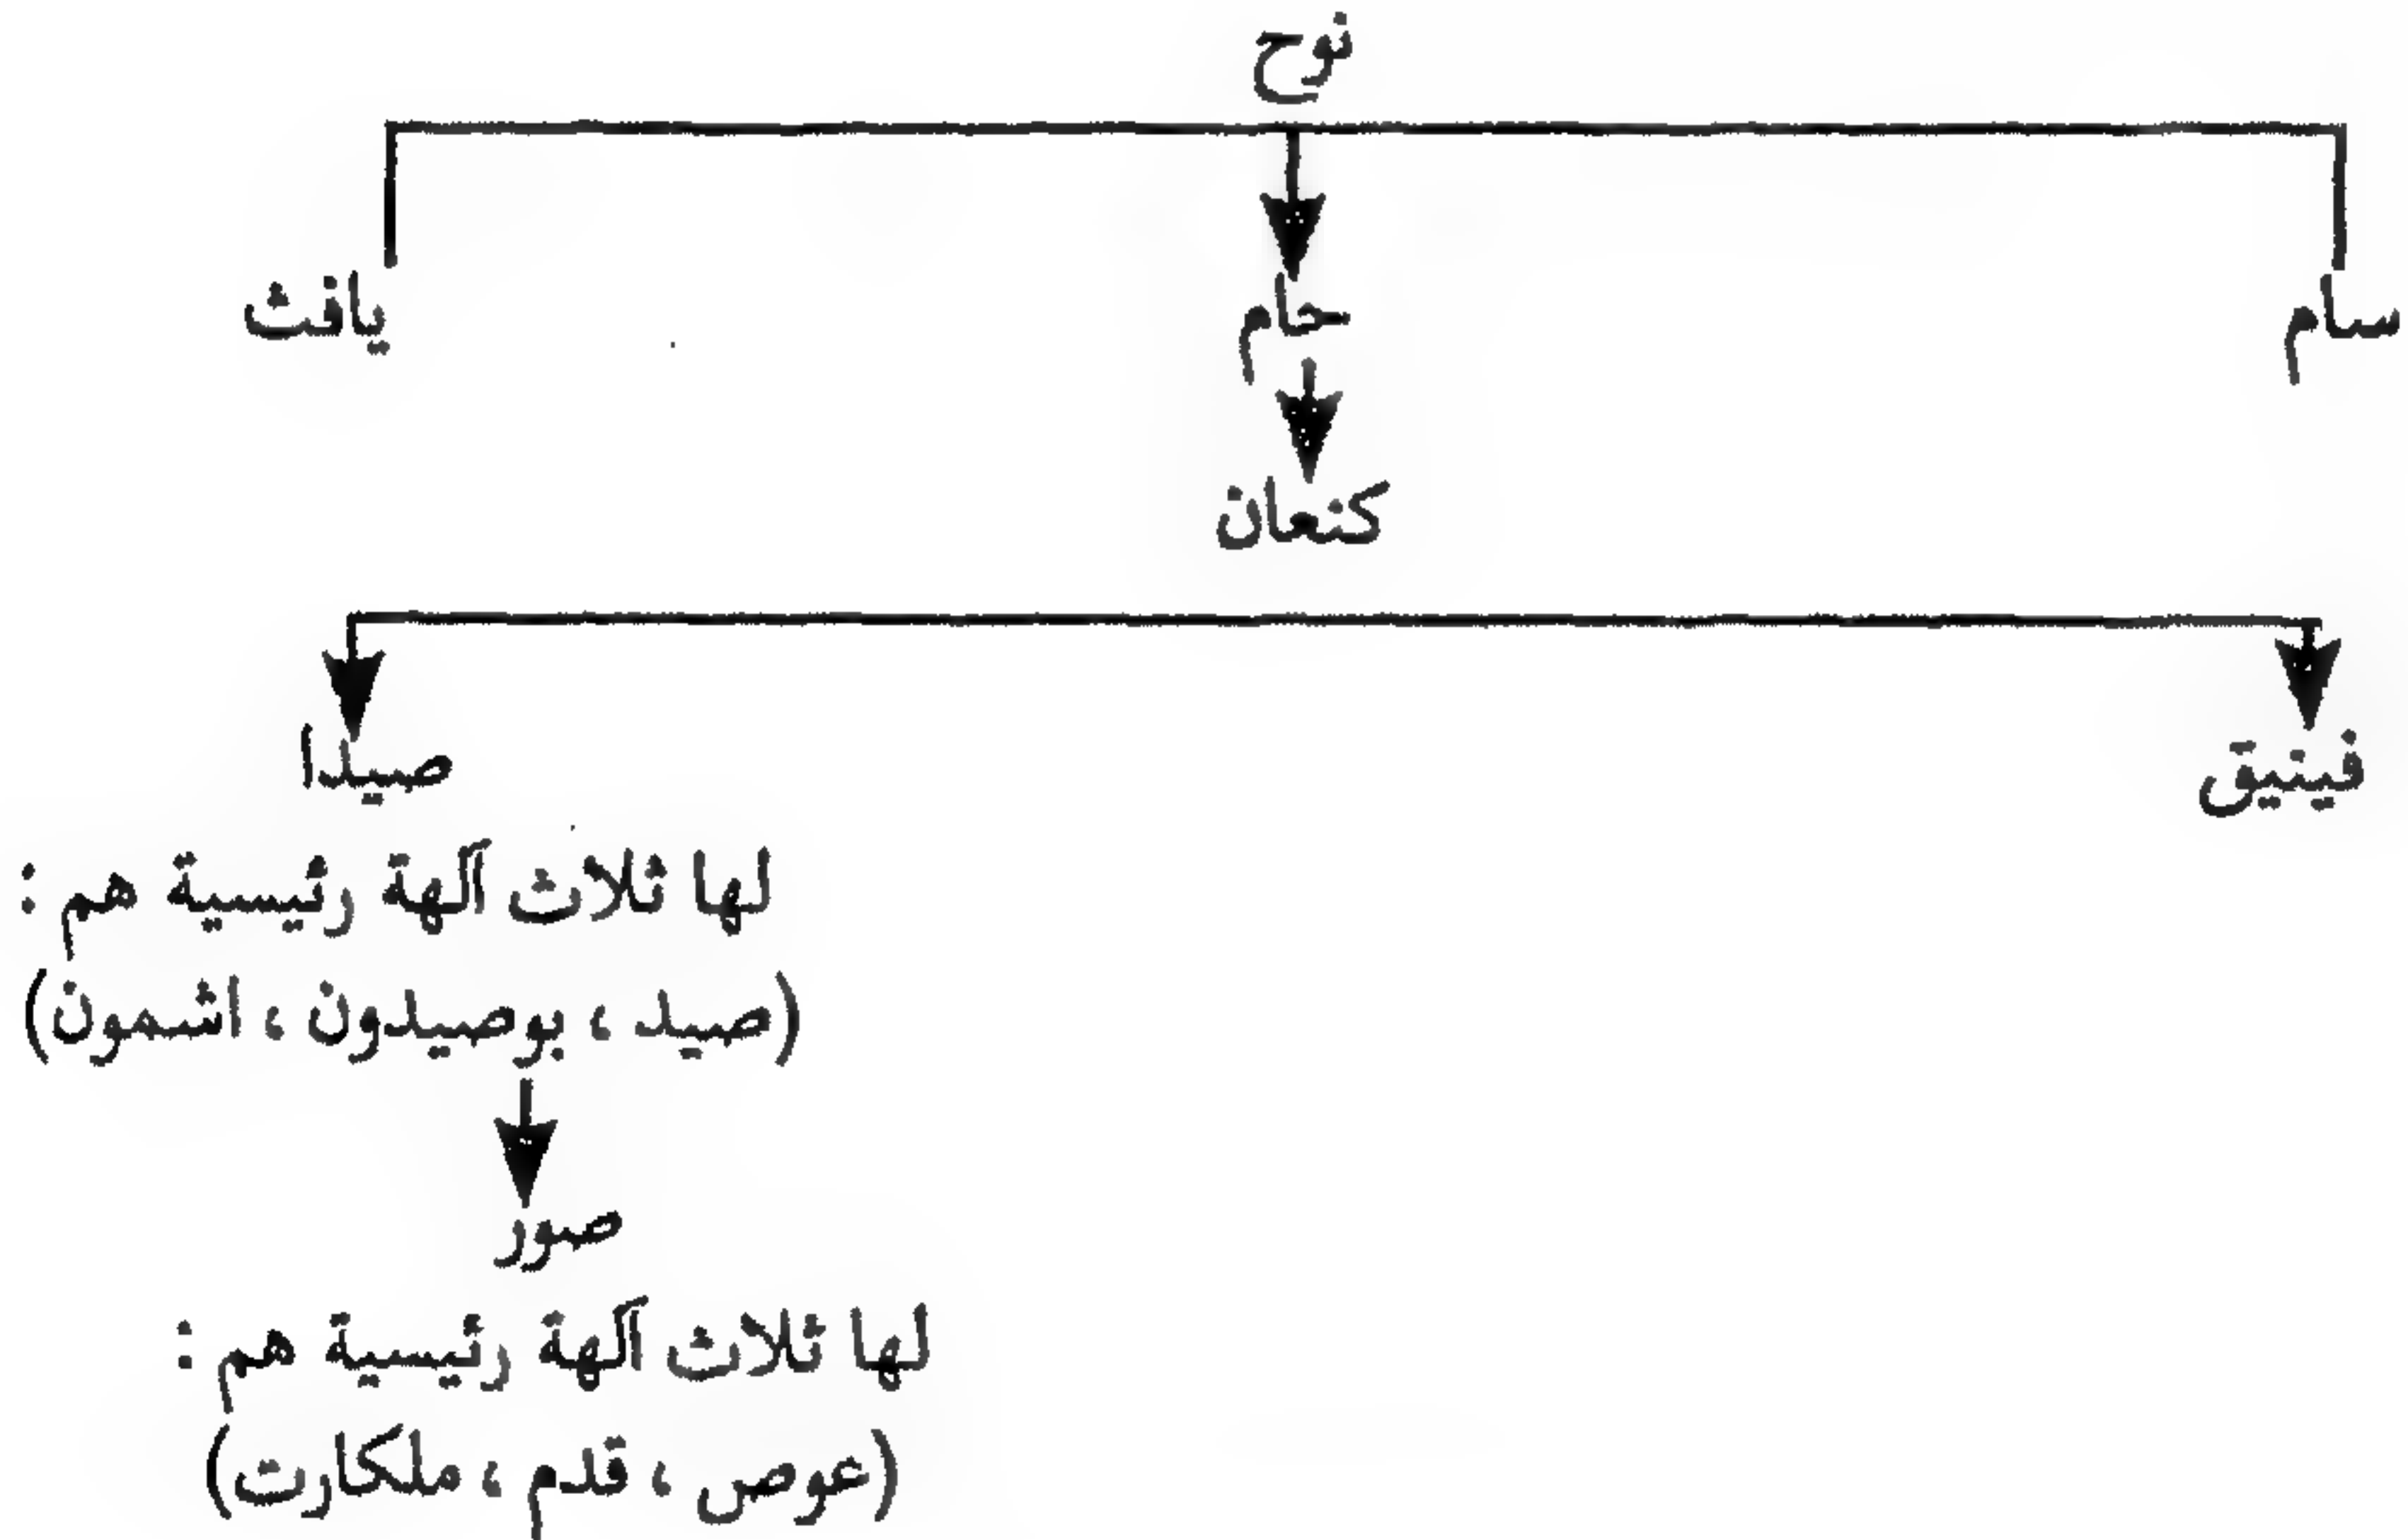 نوح
سام
حام
يافث
كنعان
فينيق
صيدا
لها ثلاث آلهة رئيسية هم :
(صيد ، بوصيدون ، اشمون)
صور
لها ثلاث آلهة رئيسية هم :
(عوص ، قدم ، ملكارت)